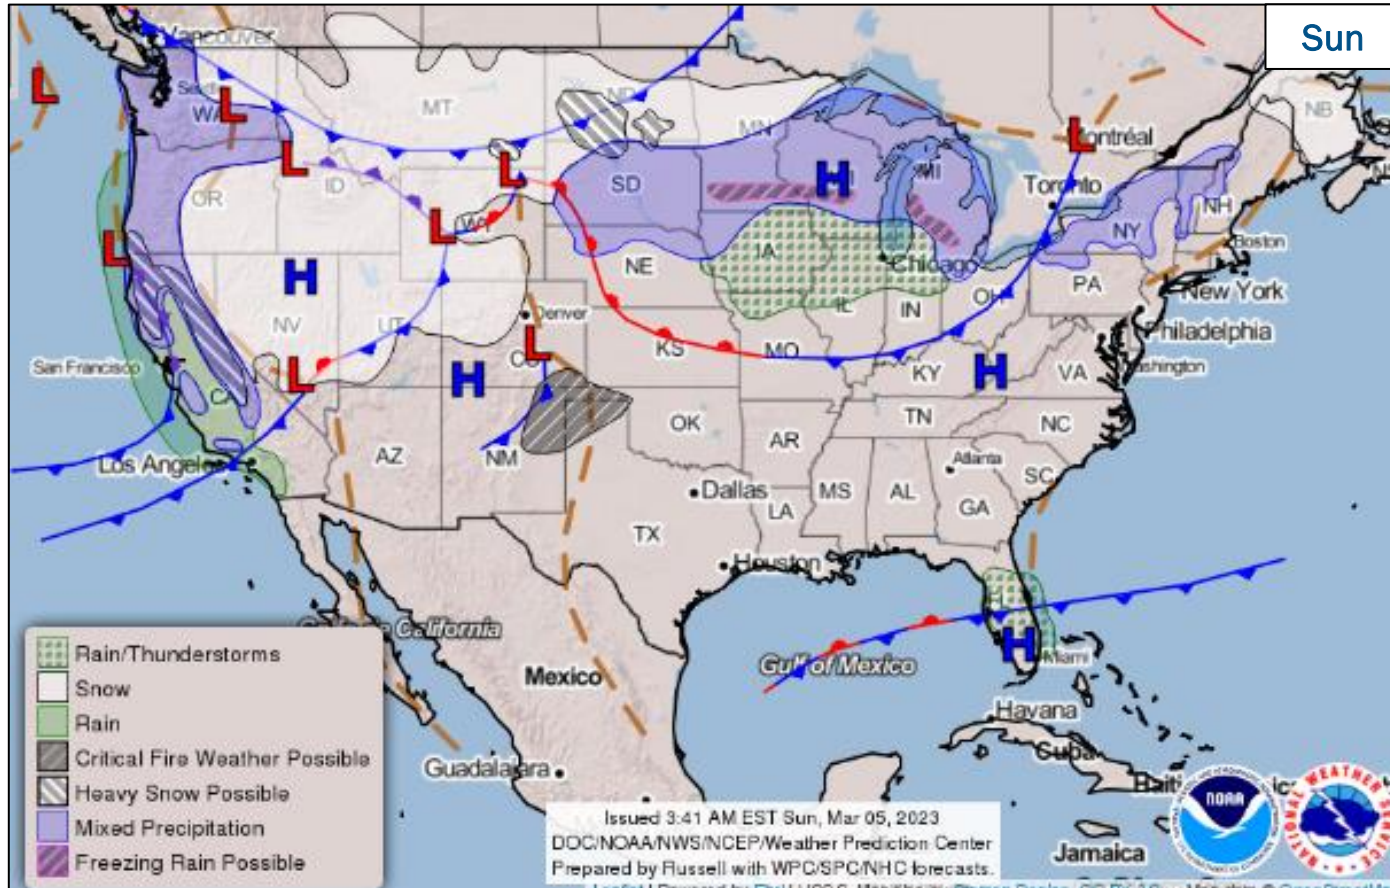 Sun
Vancouver
WA
MT
ND
MN
Montréal
NB
OR
ID
SD
MI
Toronto
NH
NY
Boston
IA
NE
Chicago
PA
New York
NV
UT
Denver
IL
IN
OH
Philadelphia
San Francisco
CO
KS
MO
KY
VA
Washington
CA
OK
TN
NC
Los Angeles
AZ
NM
AR
Atlanta
SC
Dallas
MS
AL
GA
LA
TX
Houston
California
Gulf of Mexico
Miami
Mexico
Havana
Cuba
Guadalajara
Jamaica
L
L
L
L
L
L
L
L
L
H
H
H
H
H
Rain/Thunderstorms
Snow
Rain
Critical Fire Weather Possible
Heavy Snow Possible
Mixed Precipitation
Freezing Rain Possible
Issued 3:41 AM EST Sun, Mar 05, 2023
DOC/NOAA/NWS/NCEP/Weather Prediction Center
Prepared by Russell with WPC/SPC/NHC forecasts.
NOAA
NATIONAL WEATHER SERVICE